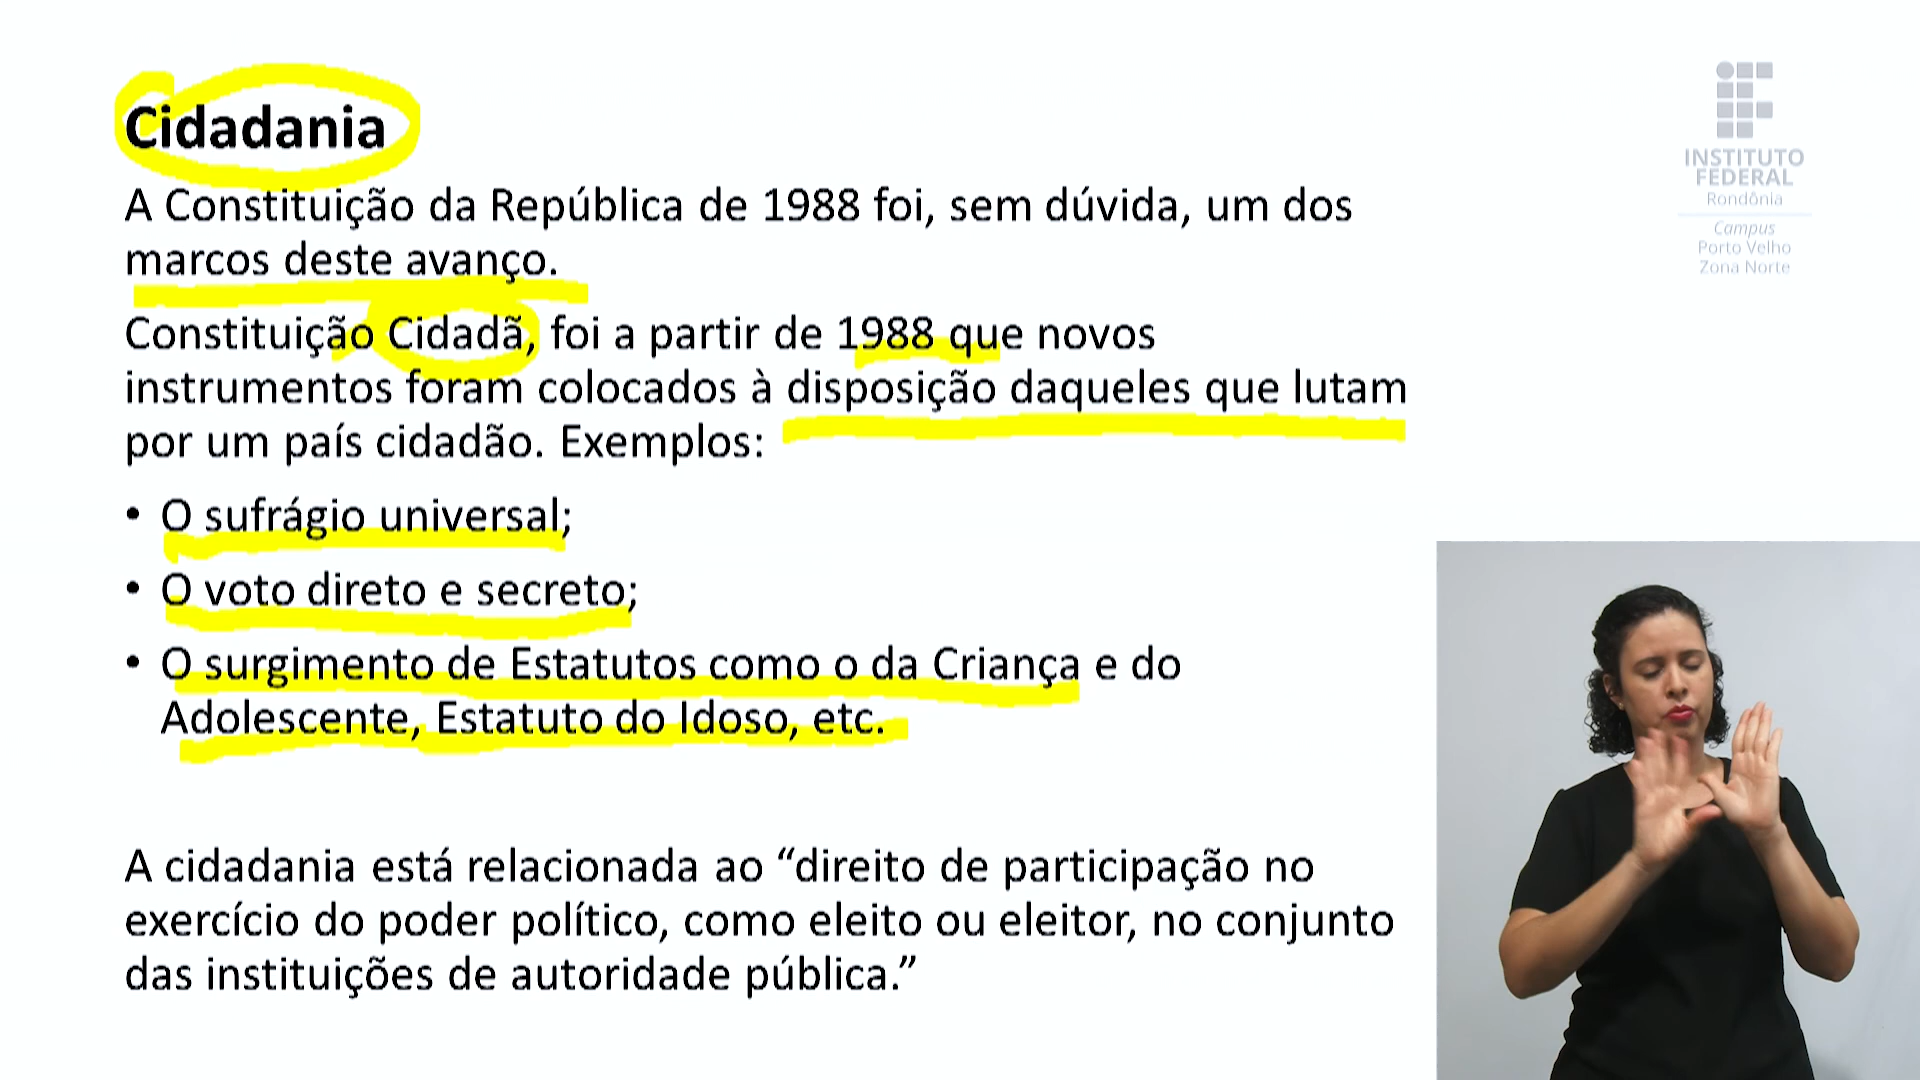 Cidadania
A Constituição da República de 1988 foi, sem dúvida, um dos
marcos deste avanço.
Constituição Cidadã, foi a partir de 1988 que novos
instrumentos foram colocados à disposição daqueles que lutam
por um país cidadão. Exemplos:
• O sufrágio universal;
• O voto direto e secreto;
• O surgimento de Estatutos como o da Criança e do
Adolescente, Estatuto do Idoso, etc.
A cidadania está relacionada ao “direito de participação no
exercício do poder político, como eleito ou eleitor, no conjunto
das instituições de autoridade pública.”
INSTITUTO
FEDERAL
Rondônia
Campus
Porto Velho
Zona Norte